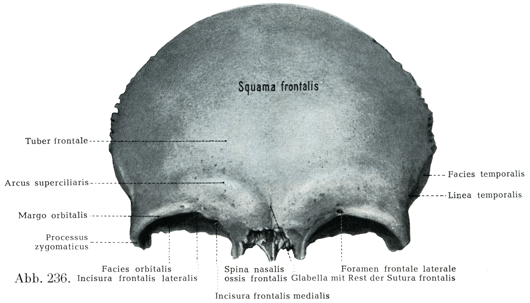 Squama frontalis
Tuber frontale
Arcus superciliaris
Margo orbitalis
Processus
zygomaticus
Facies temporalis
Linea temporalis
Facies orbitalis
Incisura frontalis lateralis
Spina nasalis
ossis frontalis
Foramen frontale laterale
Glabella mit Rest der Sutura frontalis
Incisura frontalis medialis
Abb. 236.